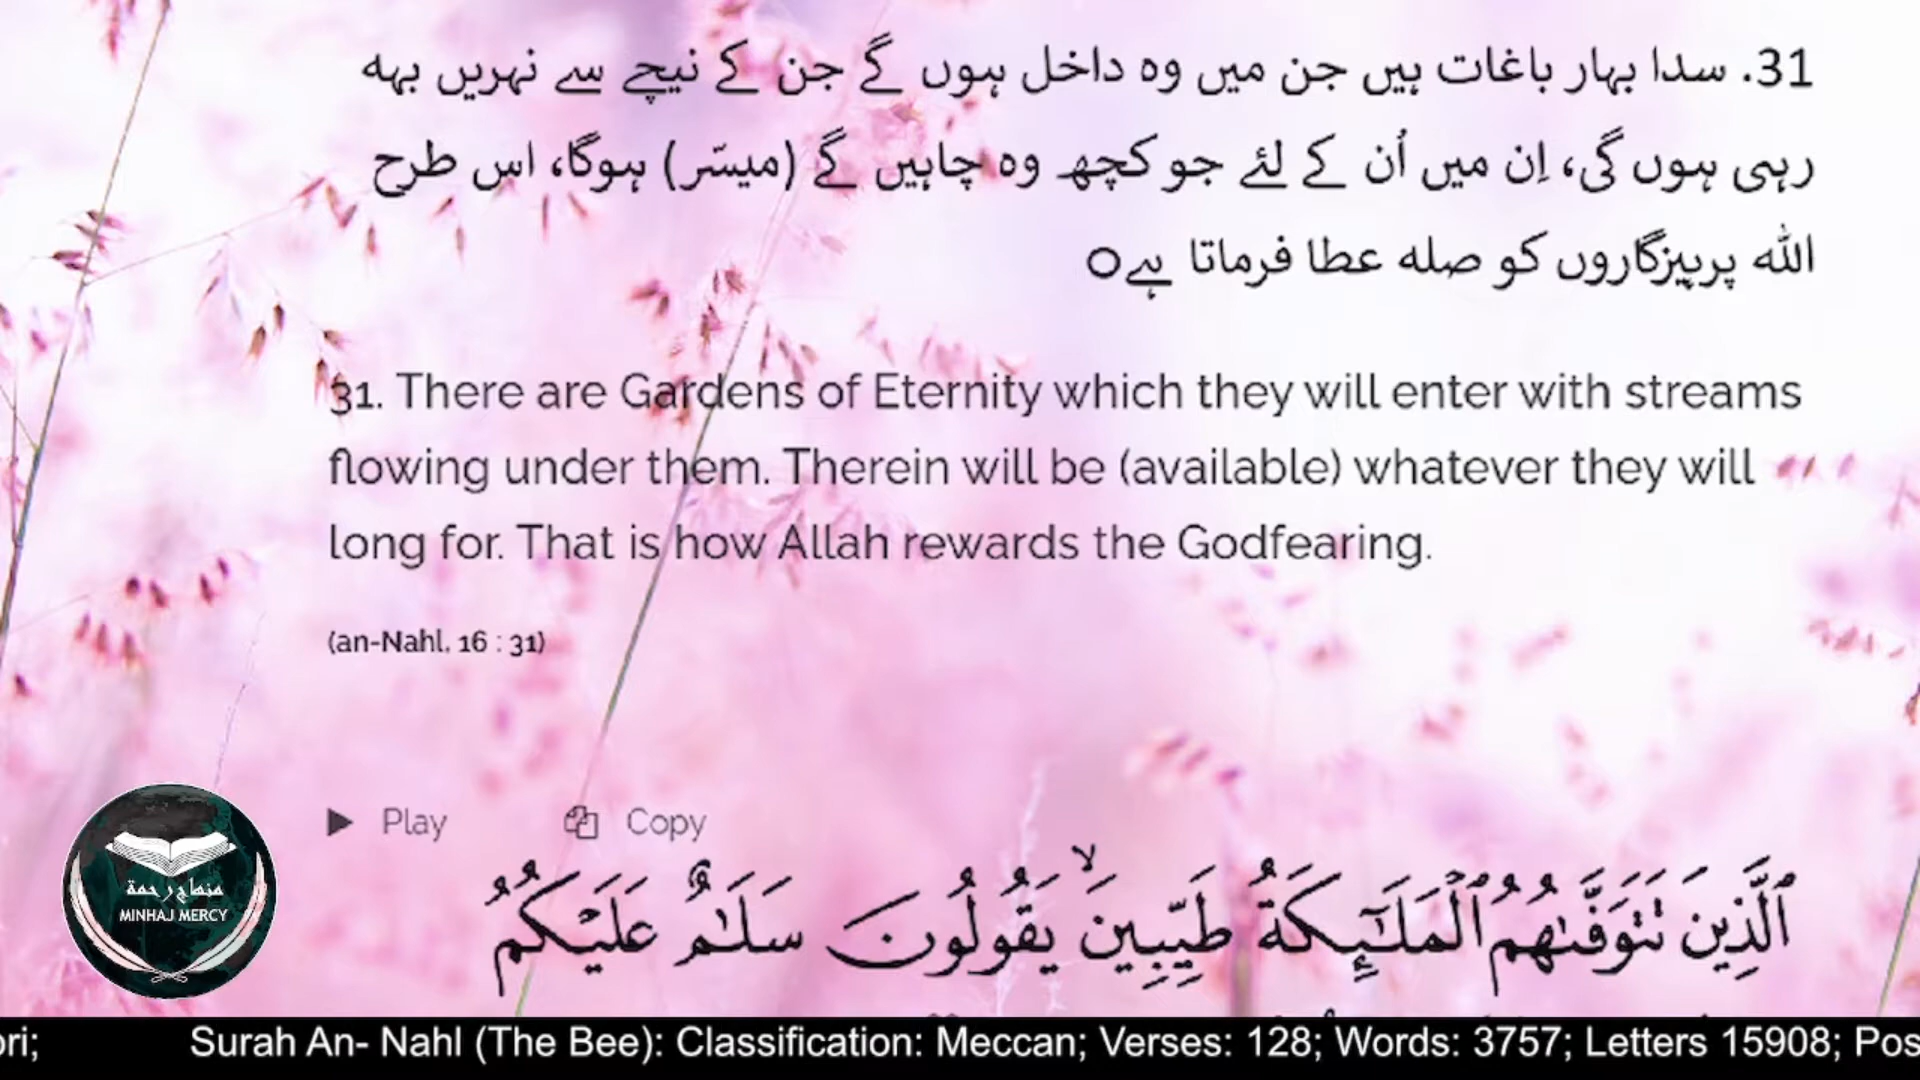 31. سدا بہار باغات ہیں جن میں وہ داخل ہوں گے جن کے نیچے سے نہریں بہہ
رہی ہوں گی، اِن میں اُن کے لئے جو کچھ وہ چاہیں گے (میسّر) ہوگا، اس طرح
اللہ پرہیزگاروں کو صلہ عطا فرماتا ہےo
31. There are Gardens of Eternity which they will enter with streams
flowing under them. Therein will be (available) whatever they will
long for. That is how Allah rewards the Godfearing.
(an-Nahl, 16 : 31)
Play Copy
ٱلَّذِينَ تَتَوَفَّىٰهُمُ ٱلْمَلَـٰٓئِكَةُ طَيِّبِينَ ۙ يَقُولُونَ سَلَـٰمٌ عَلَيْكُمُ
منهاج رحمة
MINHAJ MERCY
ori; Surah An- Nahl (The Bee): Classification: Meccan; Verses: 128; Words: 3757; Letters 15908; Pos